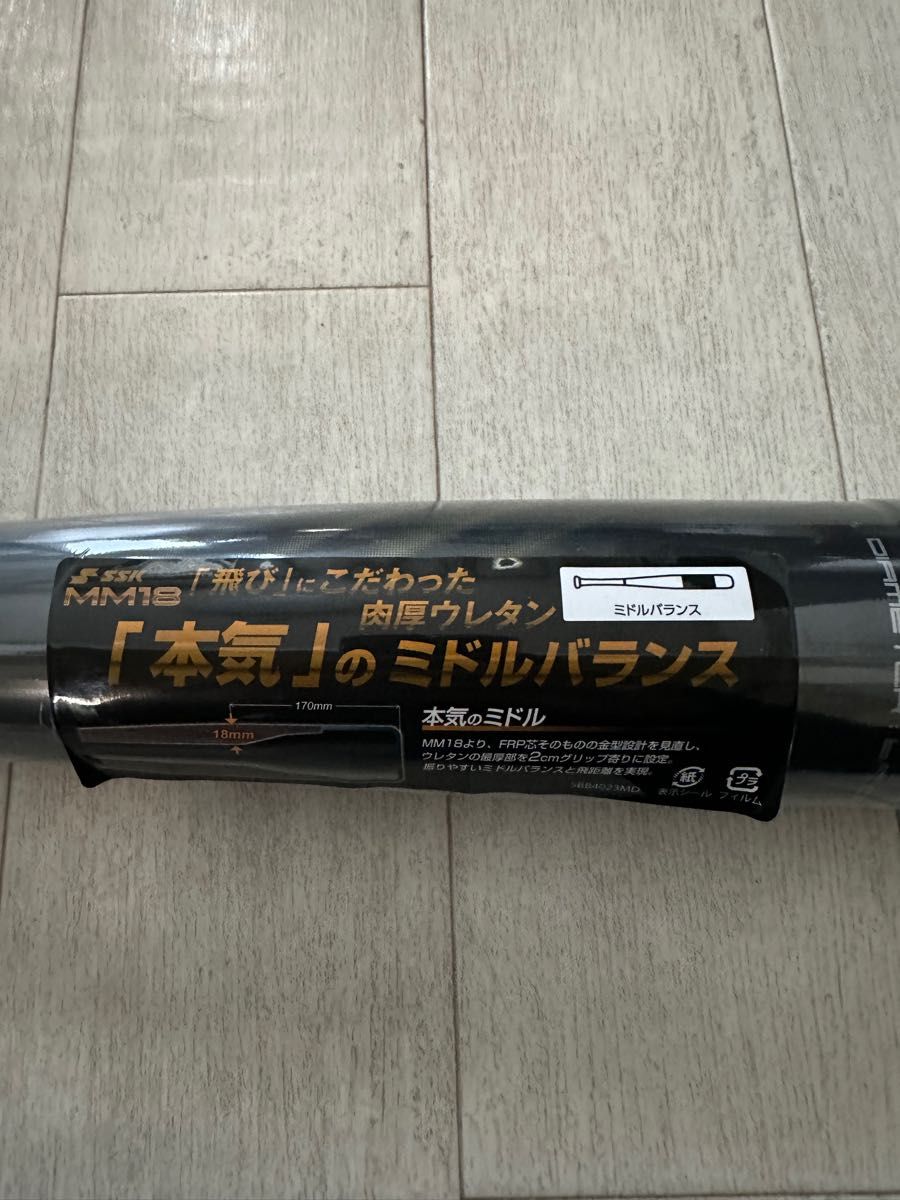 SSK
MM18
「飛び」にこだわった
肉厚ウレタン
ミドルバランス
「本気」のミドルバランス
170mm
18mm
本気のミドル
MM18より、FRP芯そのものの金型設計を見直し、
ウレタンの最厚部を2cmグリップ寄りに設定。
振りやすいミドルバランスと飛距離を実現。
SBB4023MD
紙
表示シール
プラ
フィルム